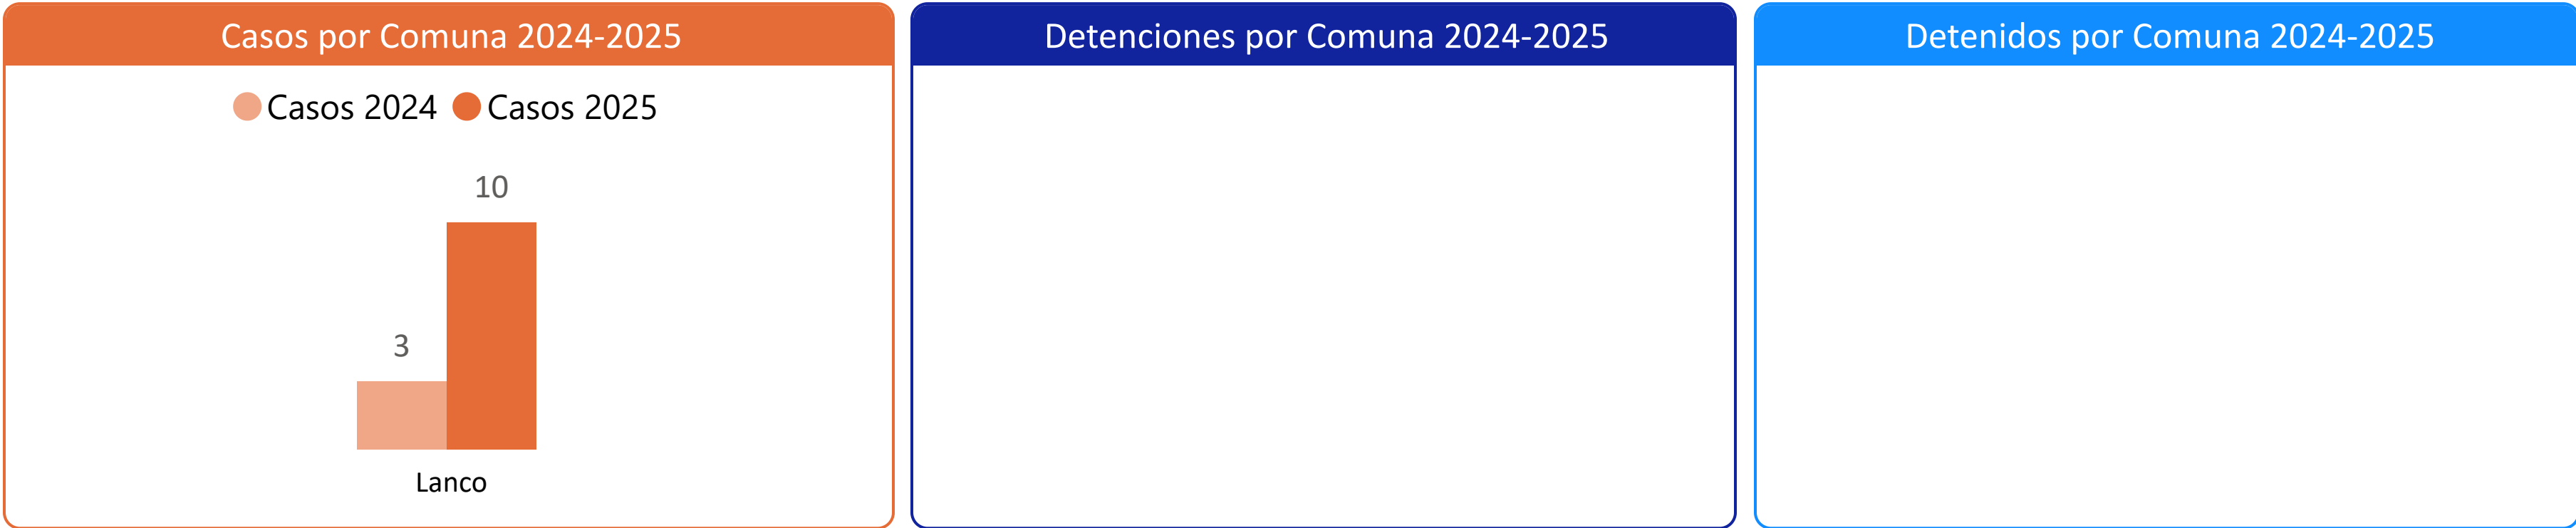 Casos por Comuna 2024-2025
Casos 2024 Casos 2025
10
3
Lanco
Detenciones por Comuna 2024-2025
Detenidos por Comuna 2024-2025